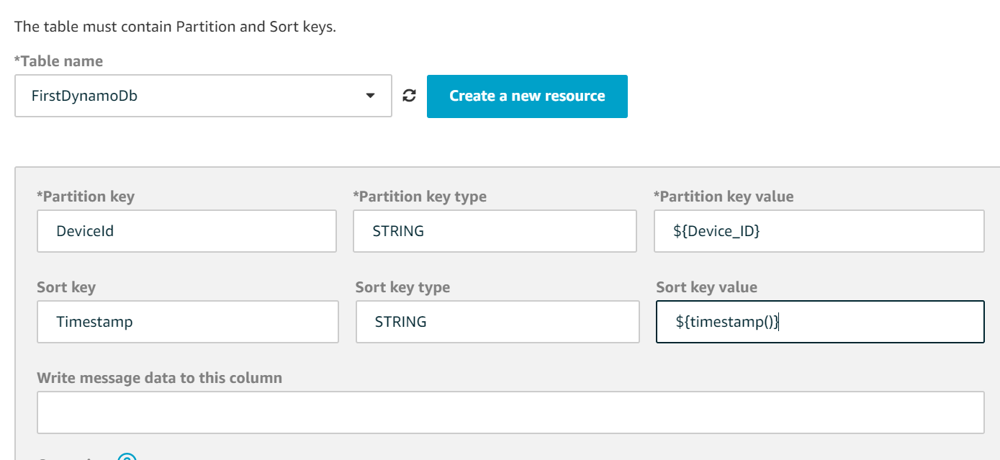 The table must contain Partition and Sort keys.
*Table name
FirstDynamoDb
Create a new resource
*Partition key *Partition key type *Partition key value
DeviceId STRING ${Device_ID}
Sort key Sort key type Sort key value
Timestamp STRING ${timestamp()}
Write message data to this column